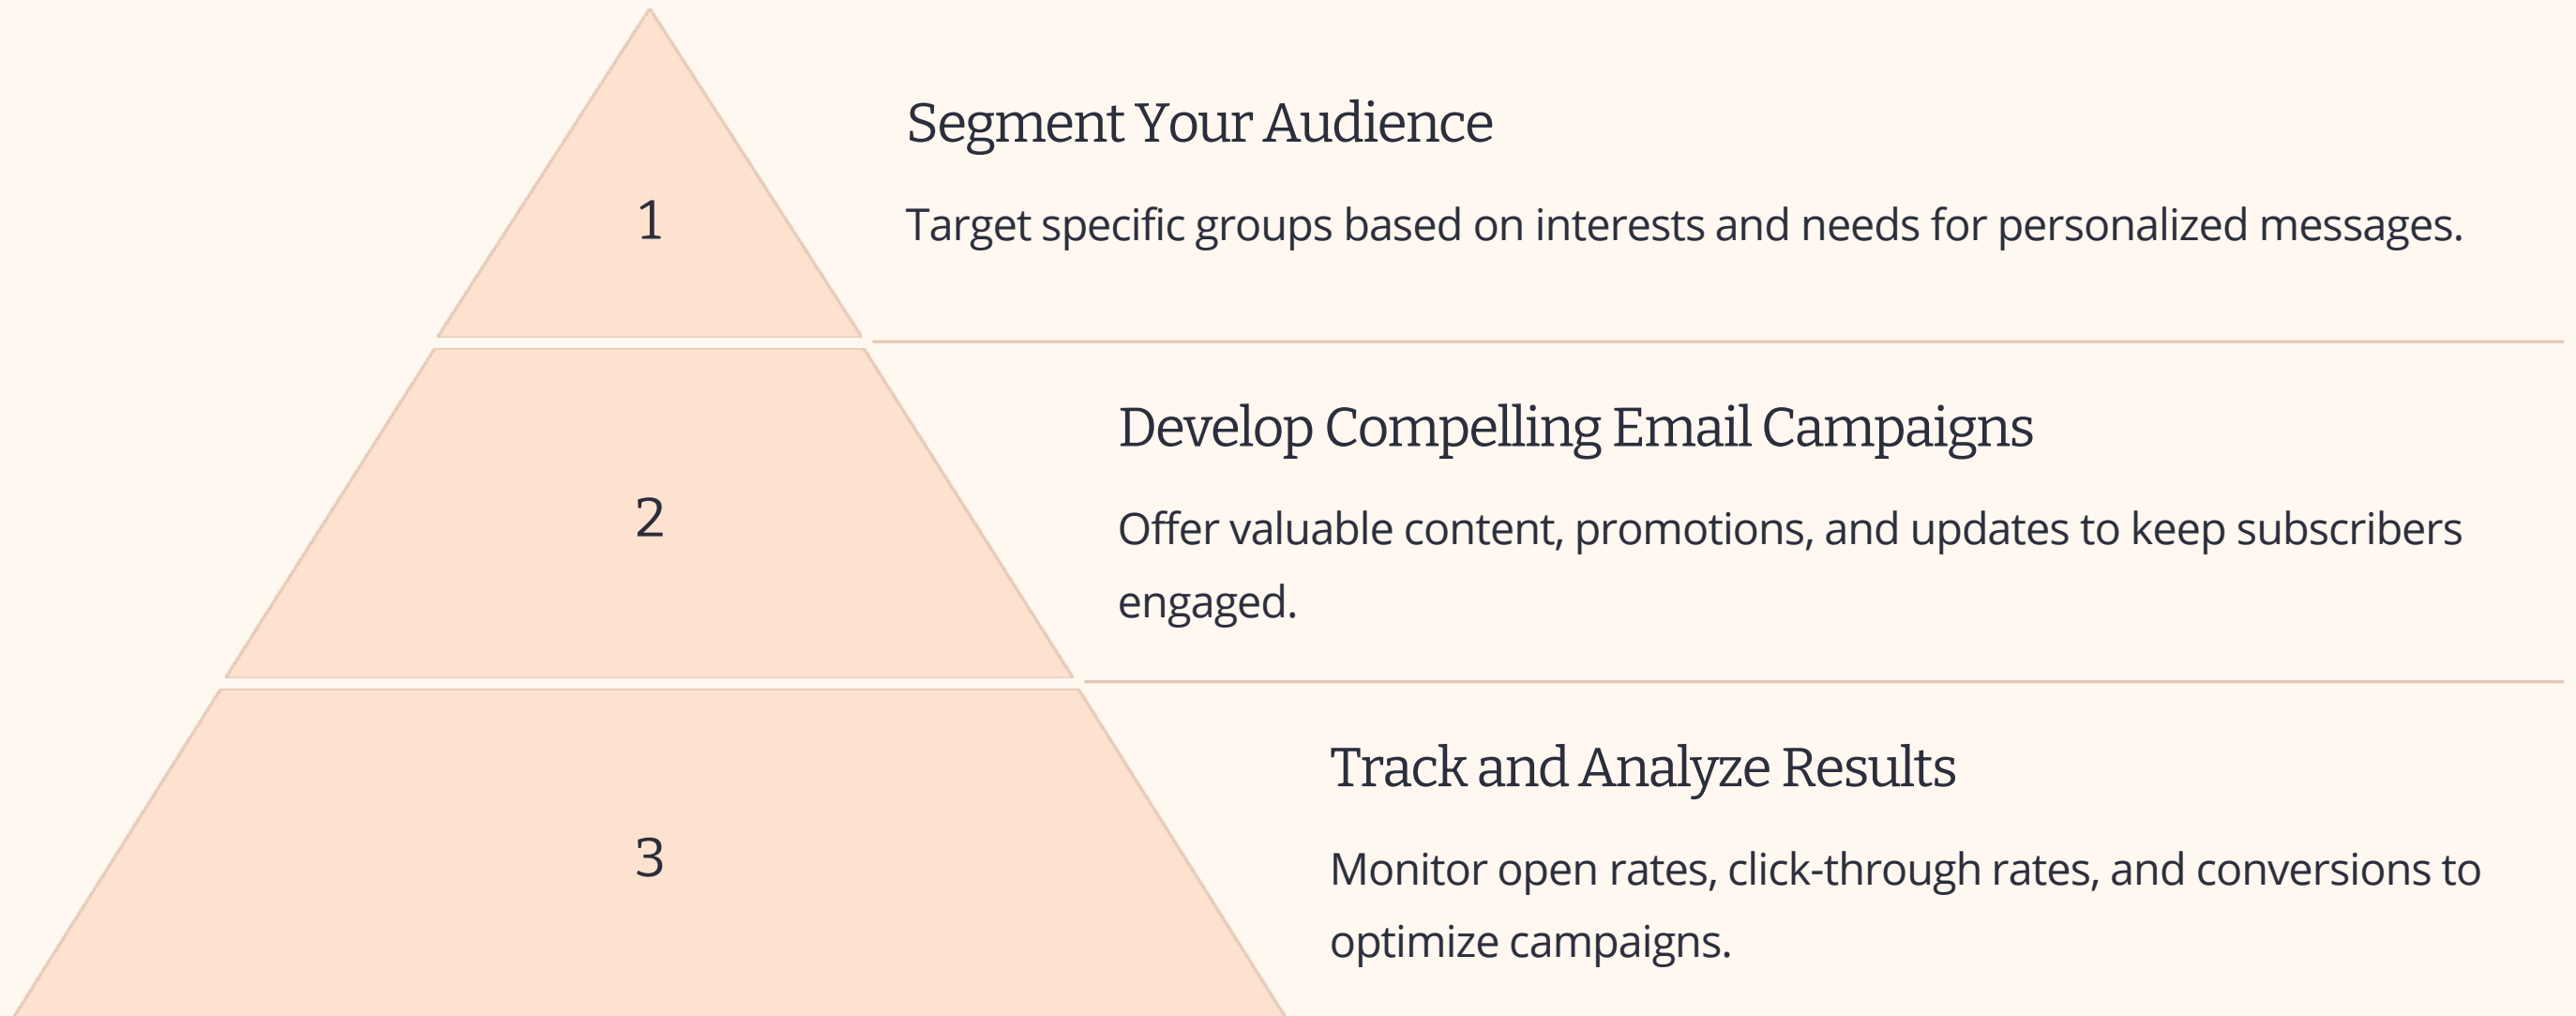 1
Segment Your Audience
Target specific groups based on interests and needs for personalized messages.
2
Develop Compelling Email Campaigns
Offer valuable content, promotions, and updates to keep subscribers
engaged.
3
Track and Analyze Results
Monitor open rates, click-through rates, and conversions to
optimize campaigns.